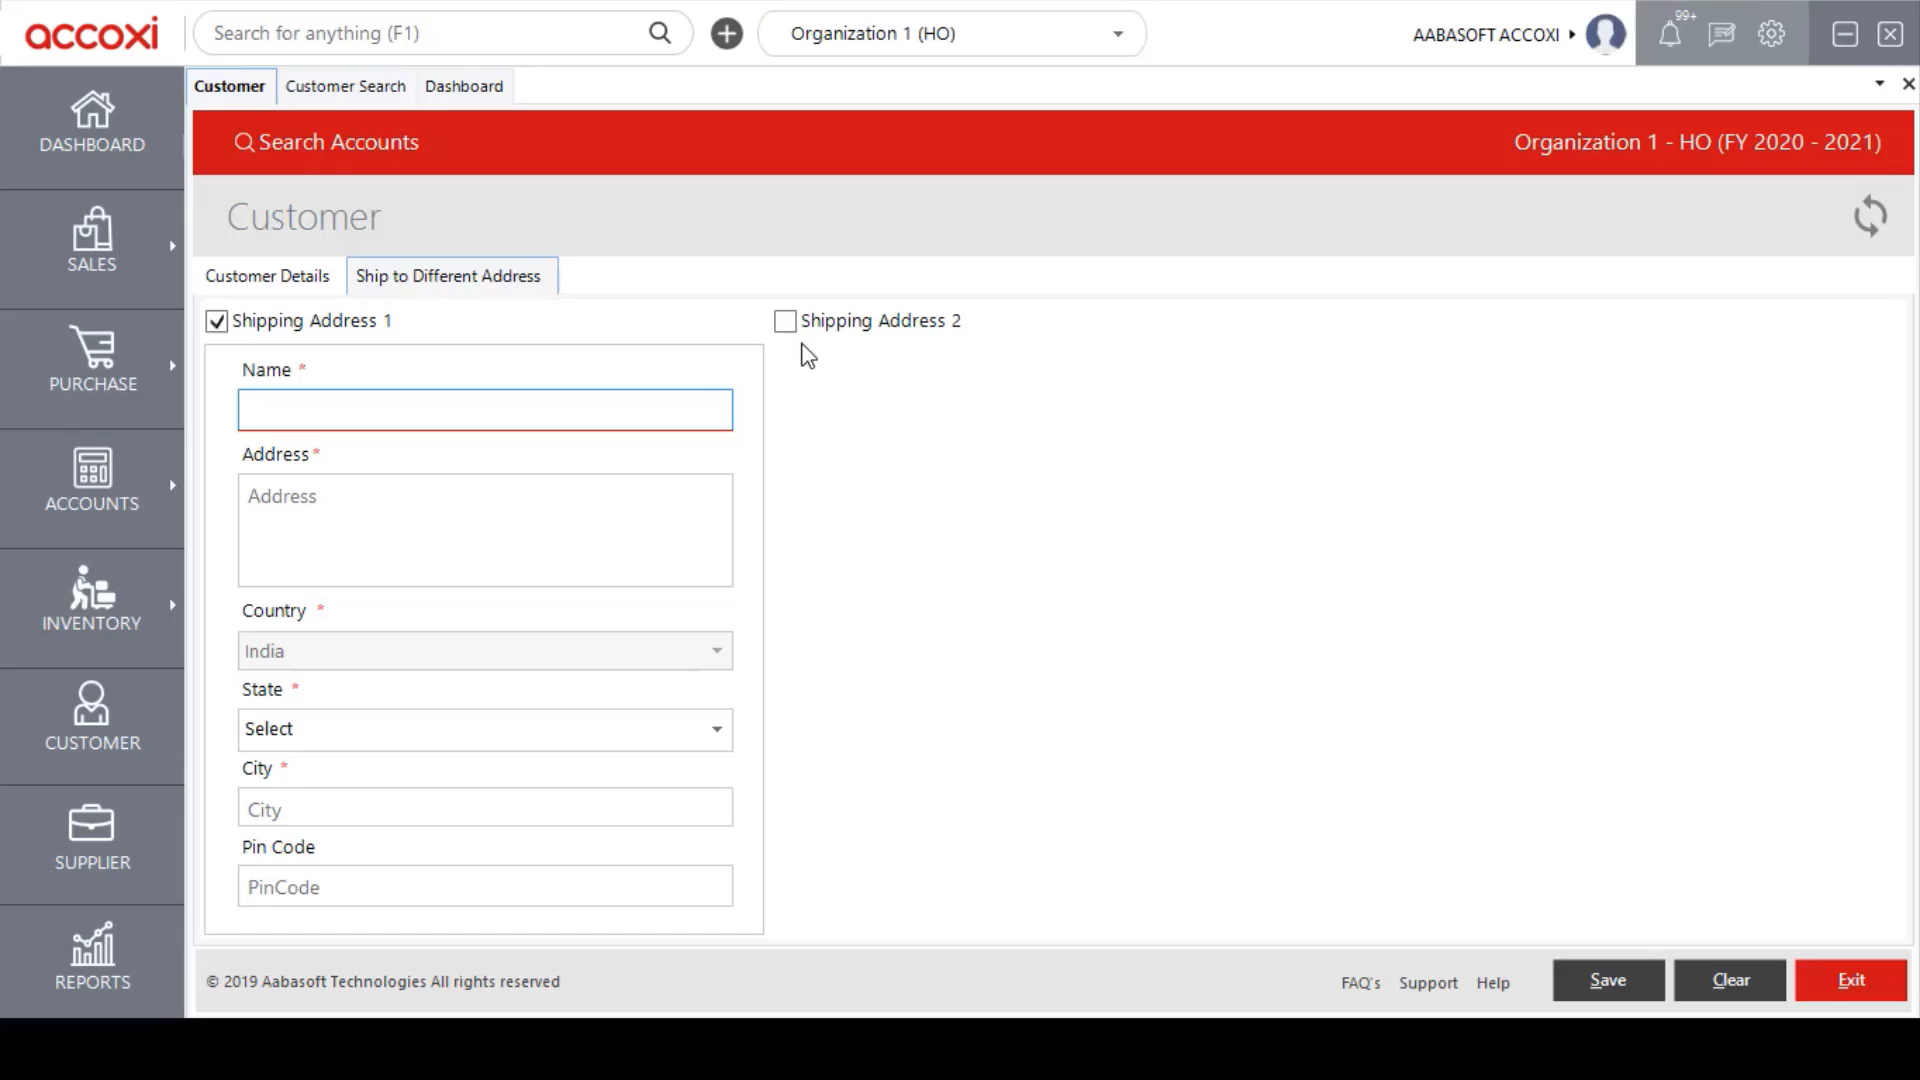 accoxi
Search for anything (F1)
Organization 1 (HO)
AABASOFT ACCOXI
99+
Customer
Customer Search
Dashboard
Search Accounts
Organization 1 - HO (FY 2020 - 2021)
Customer
Customer Details
Ship to Different Address
DASHBOARD
SALES
PURCHASE
ACCOUNTS
INVENTORY
CUSTOMER
SUPPLIER
REPORTS
Shipping Address 1
Shipping Address 2
Name *
Address *
Address
Country *
India
State *
Select
City *
City
Pin Code
PinCode
© 2019 Aabasoft Technologies All rights reserved
FAQ's Support Help
Save
Clear
Exit